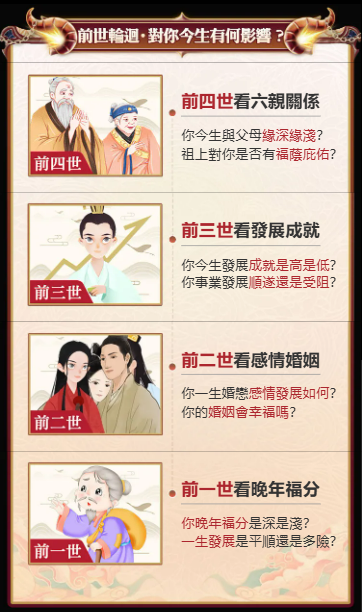 前世輪迴·對你今生有何影響？
前四世
前四世看六親關係
你今生與父母緣深緣淺?
祖上對你是否有福蔭庇佑?
前三世
前三世看發展成就
你今生發展成就是高是低?
你事業發展順遂還是受阻?
前二世
前二世看感情婚姻
你一生婚戀感情發展如何?
你的婚姻會幸福嗎?
前一世
前一世看晚年福分
你晚年福分是深是淺?
一生發展是平順還是多險?